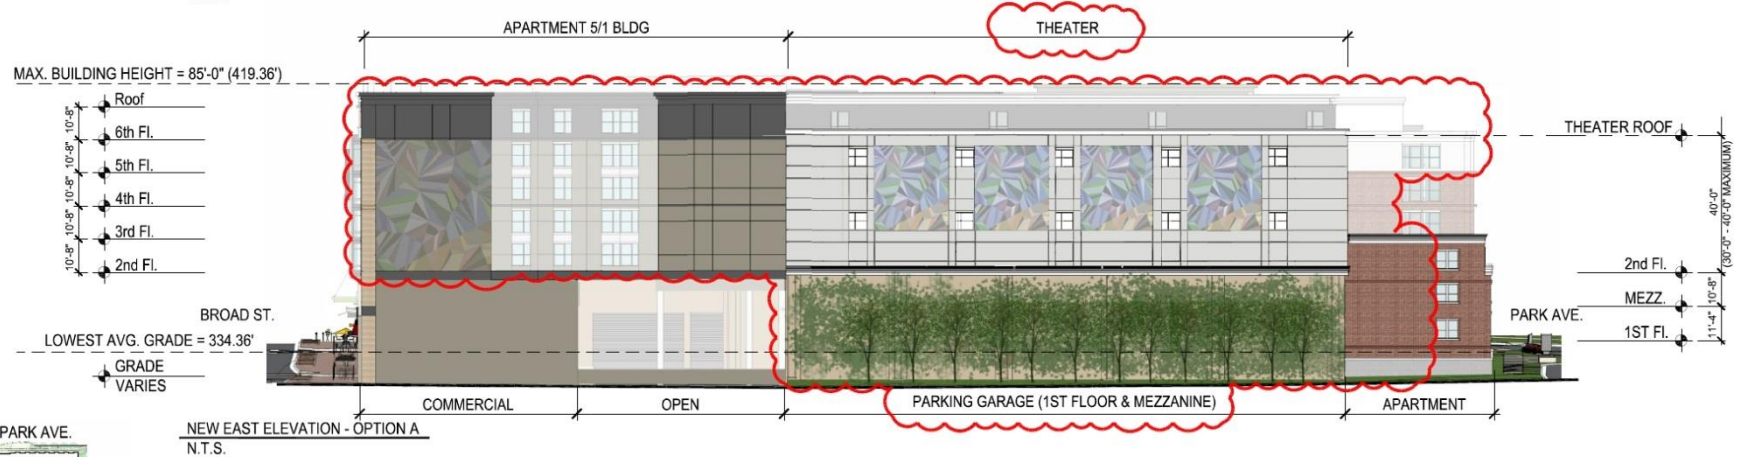 APARTMENT 5/1 BLDG
THEATER
MAX. BUILDING HEIGHT = 85'-0" (419.36')
Roof
10'-8"
6th Fl.
10'-8"
5th Fl.
10'-8"
4th Fl.
10'-8"
3rd Fl.
10'-8"
2nd Fl.
BROAD ST.
LOWEST AVG. GRADE = 334.36'
GRADE
VARIES
THEATER ROOF
40'-0"
(30'-0" - 40'-0" MAXIMUM)
2nd Fl.
10'-8"
MEZZ.
PARK AVE.
11'-4"
1ST Fl.
COMMERCIAL
OPEN
PARKING GARAGE (1ST FLOOR & MEZZANINE)
APARTMENT
PARK AVE.
NEW EAST ELEVATION - OPTION A
N.T.S.